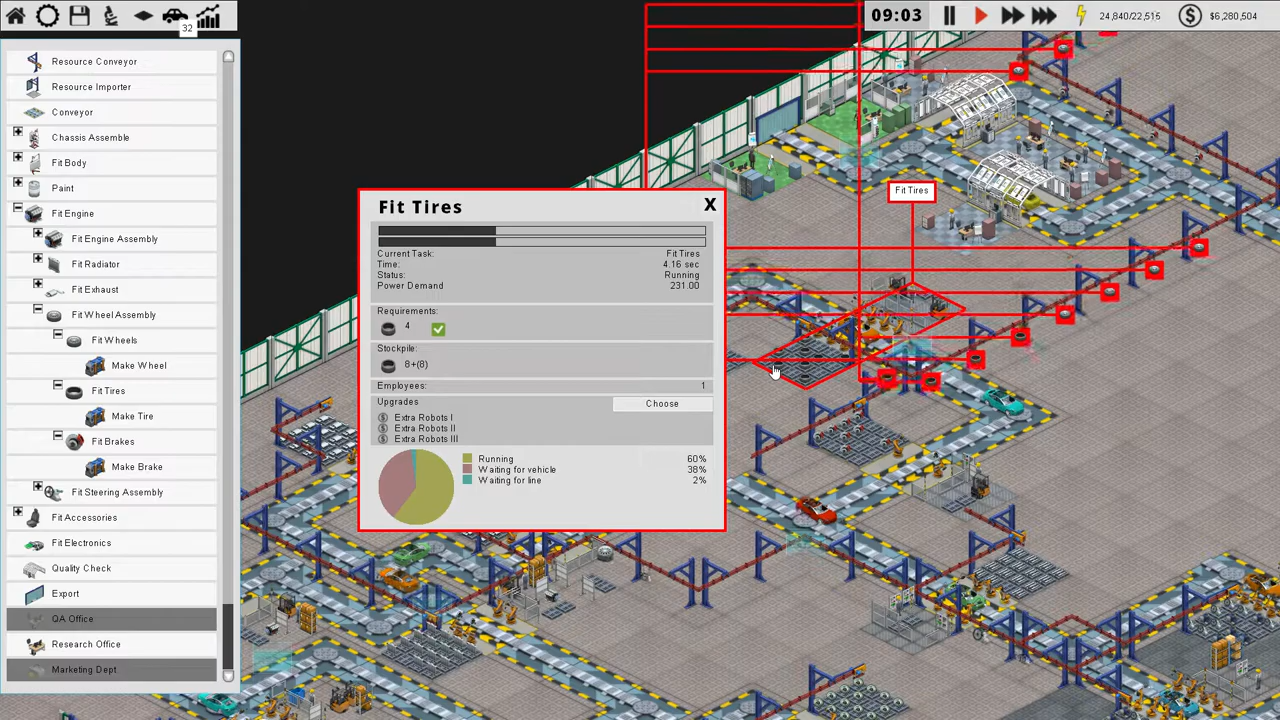 32
09:03
24,840/22,515
$6,280,504
Resource Conveyor
Resource Importer
Conveyor
Chassis Assemble
Fit Body
Paint
Fit Engine
Fit Engine Assembly
Fit Radiator
Fit Exhaust
Fit Wheel Assembly
Fit Wheels
Make Wheel
Fit Tires
Make Tire
Fit Brakes
Make Brake
Fit Steering Assembly
Fit Accessories
Fit Electronics
Quality Check
Export
QA Office
Research Office
Marketing Dept
Fit Tires
X
Current Task: Fit Tires
Time: 4.16 sec
Status: Running
Power Demand 231.00
Requirements:
4
Stockpile:
8+(8)
Employees: 1
Upgrades Choose
Extra Robots I
Extra Robots II
Extra Robots III
Running 60%
Waiting for vehicle 38%
Waiting for line 2%
Fit Tires